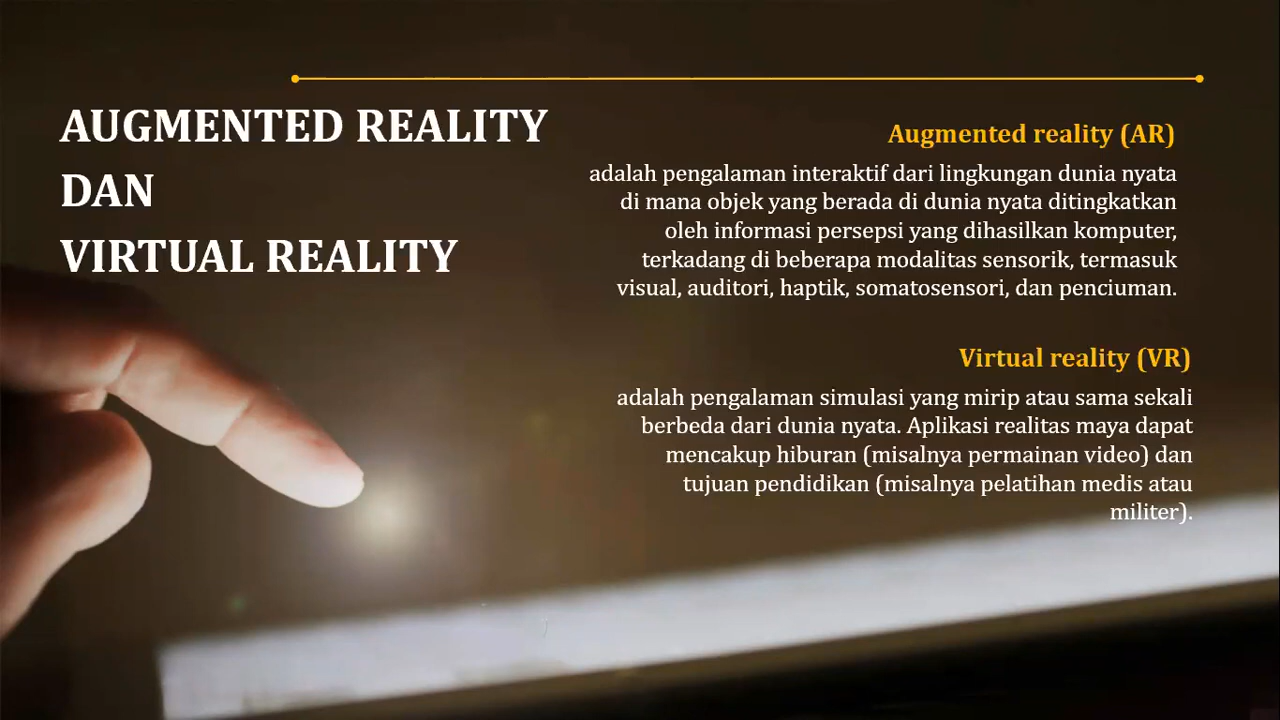 AUGMENTED REALITY
DAN
VIRTUAL REALITY
Augmented reality (AR)
adalah pengalaman interaktif dari lingkungan dunia nyata
di mana objek yang berada di dunia nyata ditingkatkan
oleh informasi persepsi yang dihasilkan komputer,
terkadang di beberapa modalitas sensorik, termasuk
visual, auditori, haptik, somatosensori, dan penciuman.
Virtual reality (VR)
adalah pengalaman simulasi yang mirip atau sama sekali
berbeda dari dunia nyata. Aplikasi realitas maya dapat
mencakup hiburan (misalnya permainan video) dan
tujuan pendidikan (misalnya pelatihan medis atau
militer).